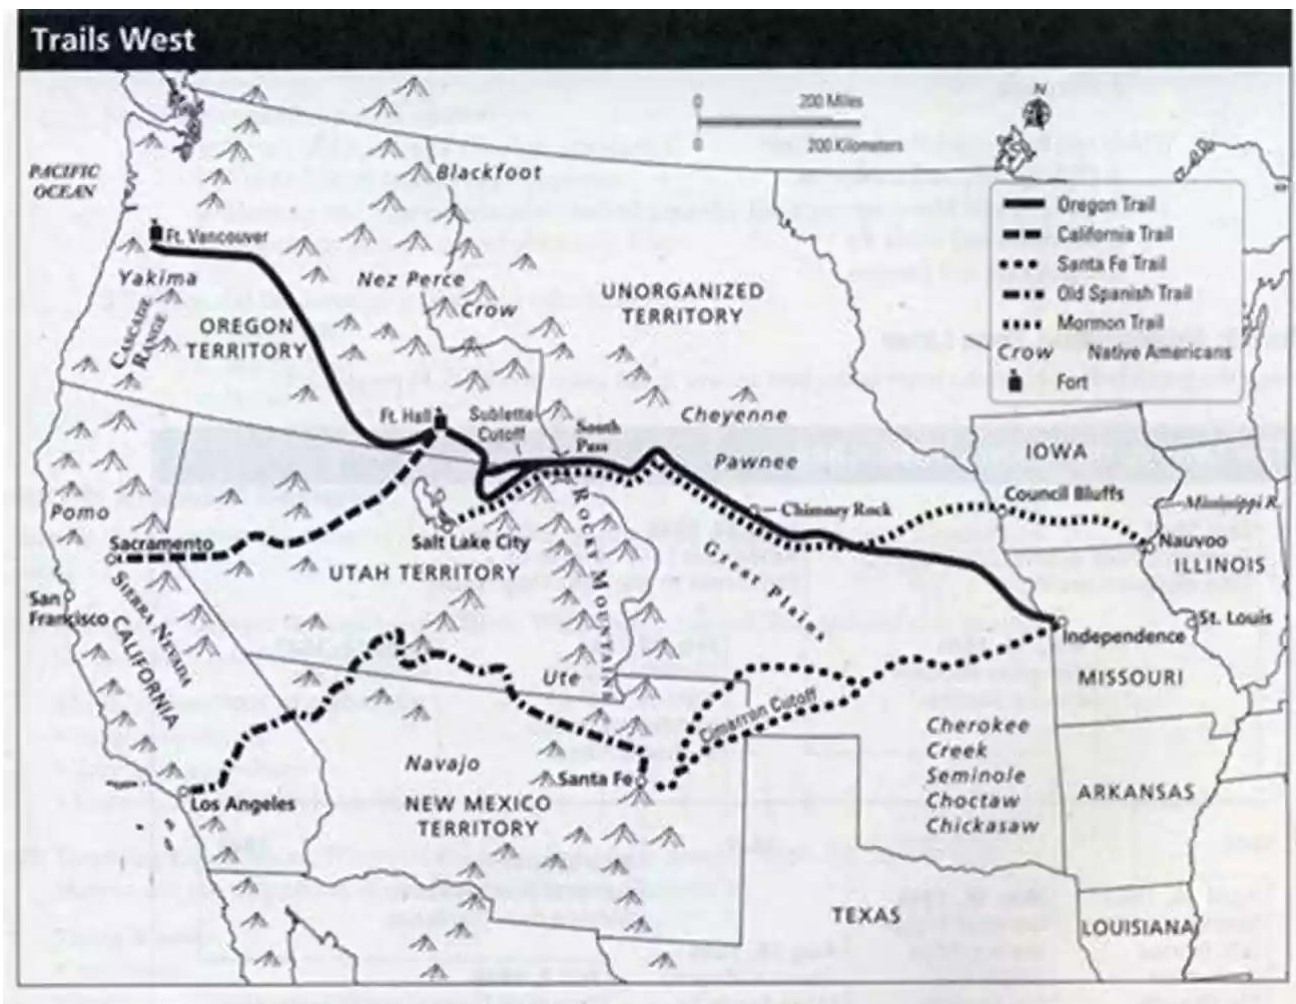 Trails West
N
0 200 Miles
0 200 Kilometers
PACIFIC
OCEAN
Blackfoot
Oregon Trail
California Trail
Santa Fe Trail
Old Spanish Trail
Mormon Trail
Crow Native Americans
Fort
Ft. Vancouver
Yakima
Nez Perce
Crow
UNORGANIZED
TERRITORY
CASCADE
RANGE
OREGON
TERRITORY
Ft. Hall
Sublette
Cutoff
South
Pass
Cheyenne
Pawnee
IOWA
Council Bluffs
Mississippi R.
Chimney Rock
Nauvoo
ILLINOIS
Pomo
Sacramento
Salt Lake City
UTAH TERRITORY
ROCKY MOUNTAINS
Great Plains
San
Francisco
SIERRA NEVADA
CALIFORNIA
St. Louis
Independence
MISSOURI
Ute
Cimarron Cutoff
Navajo
Santa Fe
Los Angeles
NEW MEXICO
TERRITORY
Cherokee
Creek
Seminole
Choctaw
Chickasaw
ARKANSAS
TEXAS
LOUISIANA